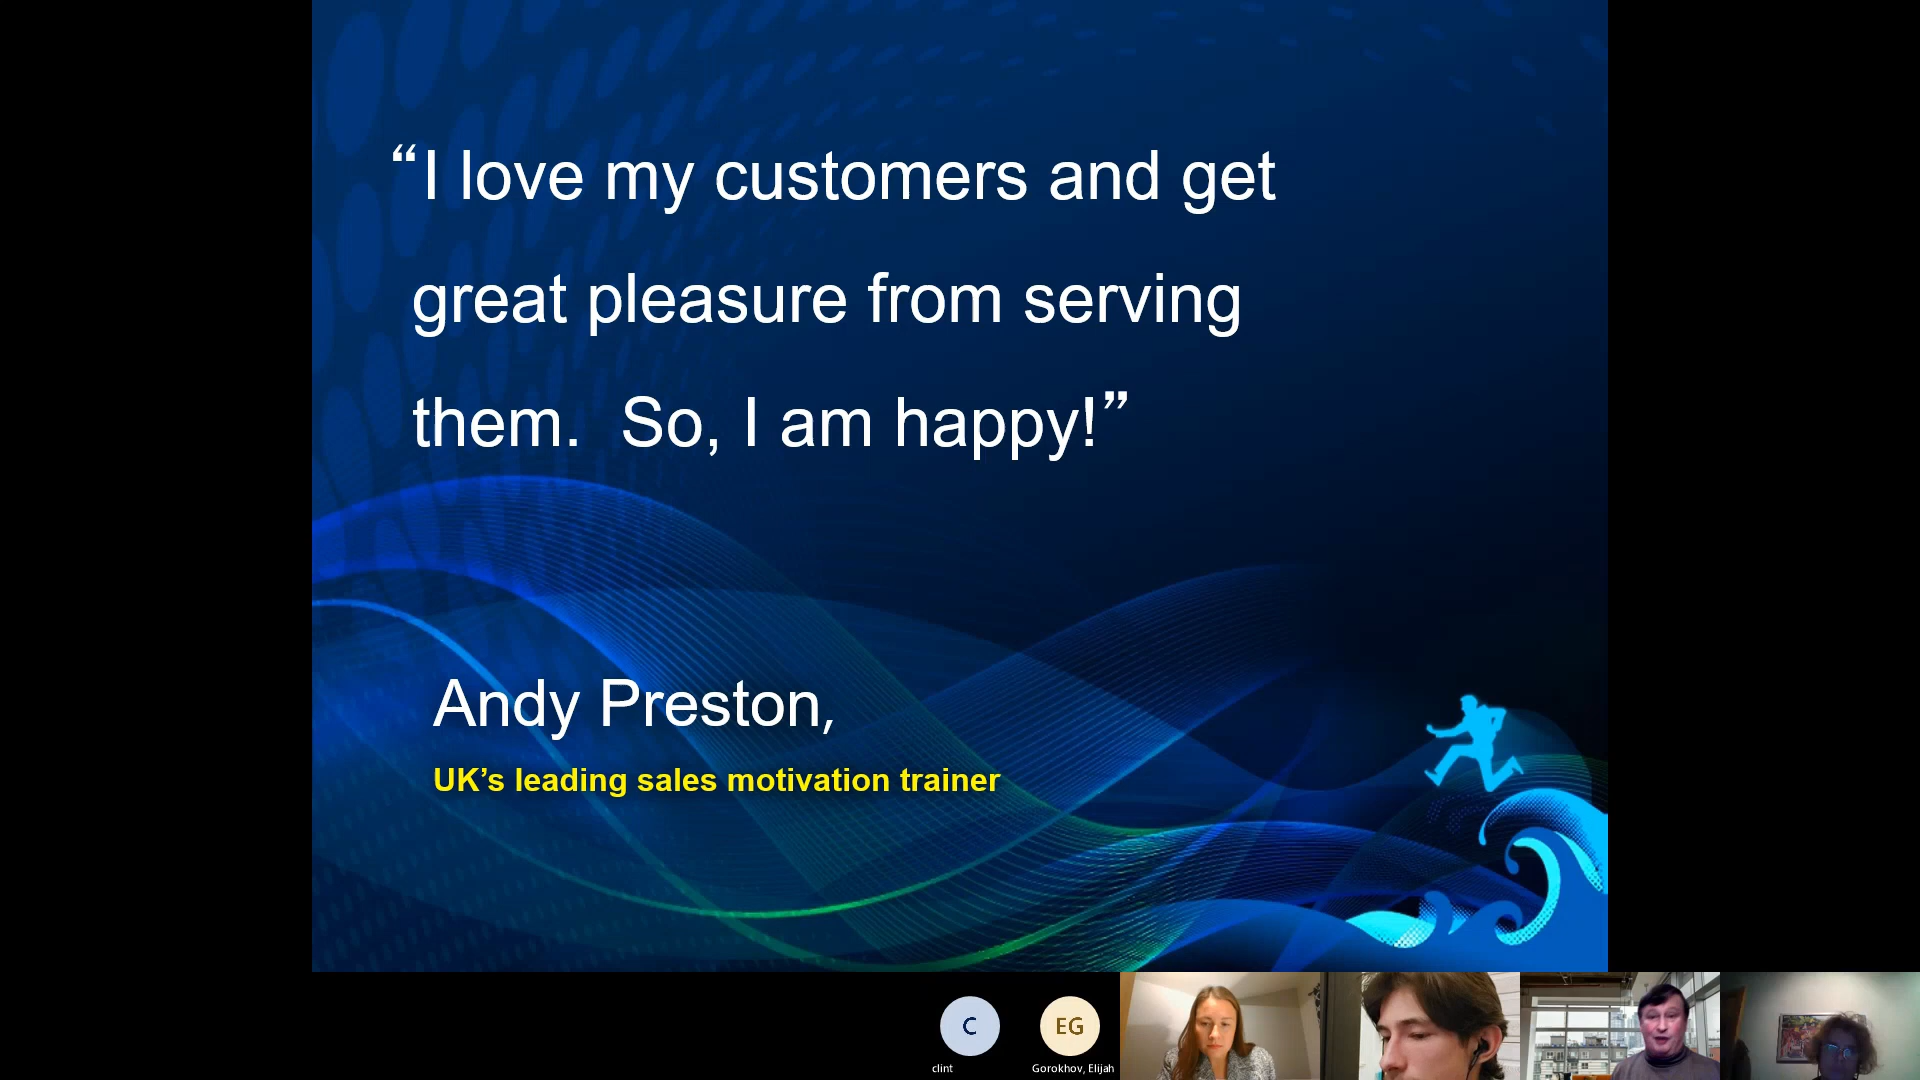 “I love my customers and get
great pleasure from serving
them.  So, I am happy!”
Andy Preston,
UK’s leading sales motivation trainer
C
EG
clint
Gorokhov, Elijah